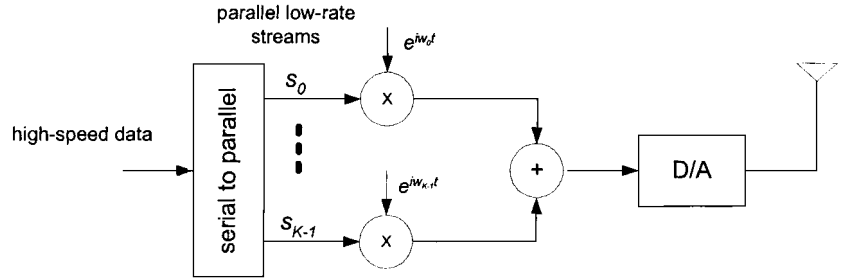 parallel low-rate
streams
e^{iw_0t}
s_0
x
high-speed data
serial to parallel
+
D/A
e^{iw_{K-1}t}
s_{K-1}
x